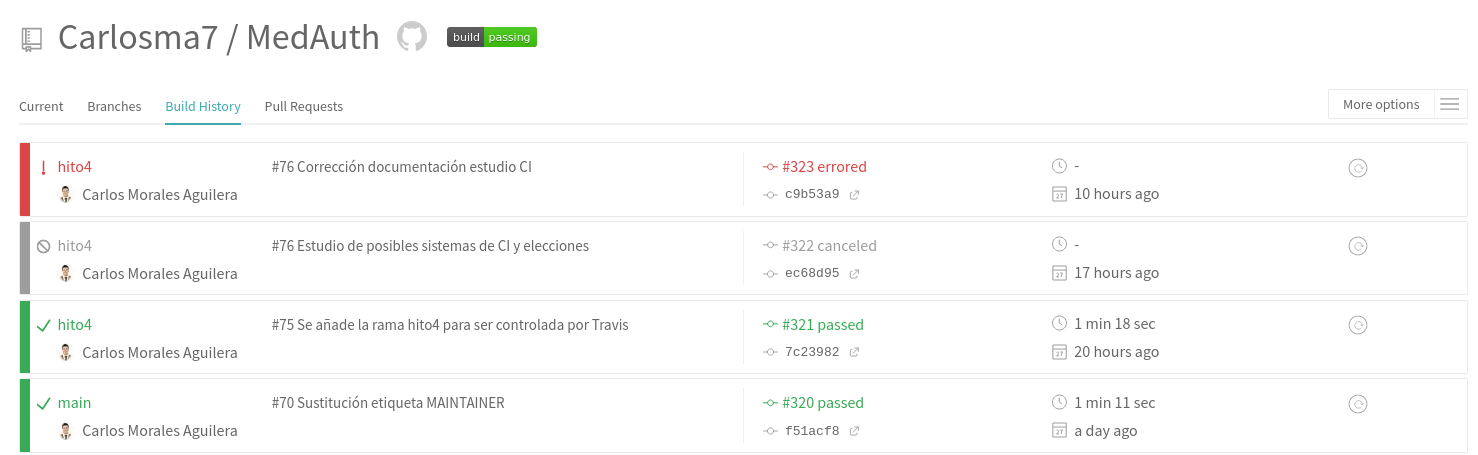 Carlosma7 / MedAuth build passing
Current Branches Build History Pull Requests More options
hito4 #76 Corrección documentación estudio CI #323 errored -
Carlos Morales Aguilera c9b53a9 10 hours ago
hito4 #76 Estudio de posibles sistemas de CI y elecciones #322 canceled -
Carlos Morales Aguilera ec68d95 17 hours ago
hito4 #75 Se añade la rama hito4 para ser controlada por Travis #321 passed 1 min 18 sec
Carlos Morales Aguilera 7c23982 20 hours ago
main #70 Sustitución etiqueta MAINTAINER #320 passed 1 min 11 sec
Carlos Morales Aguilera f51acf8 a day ago